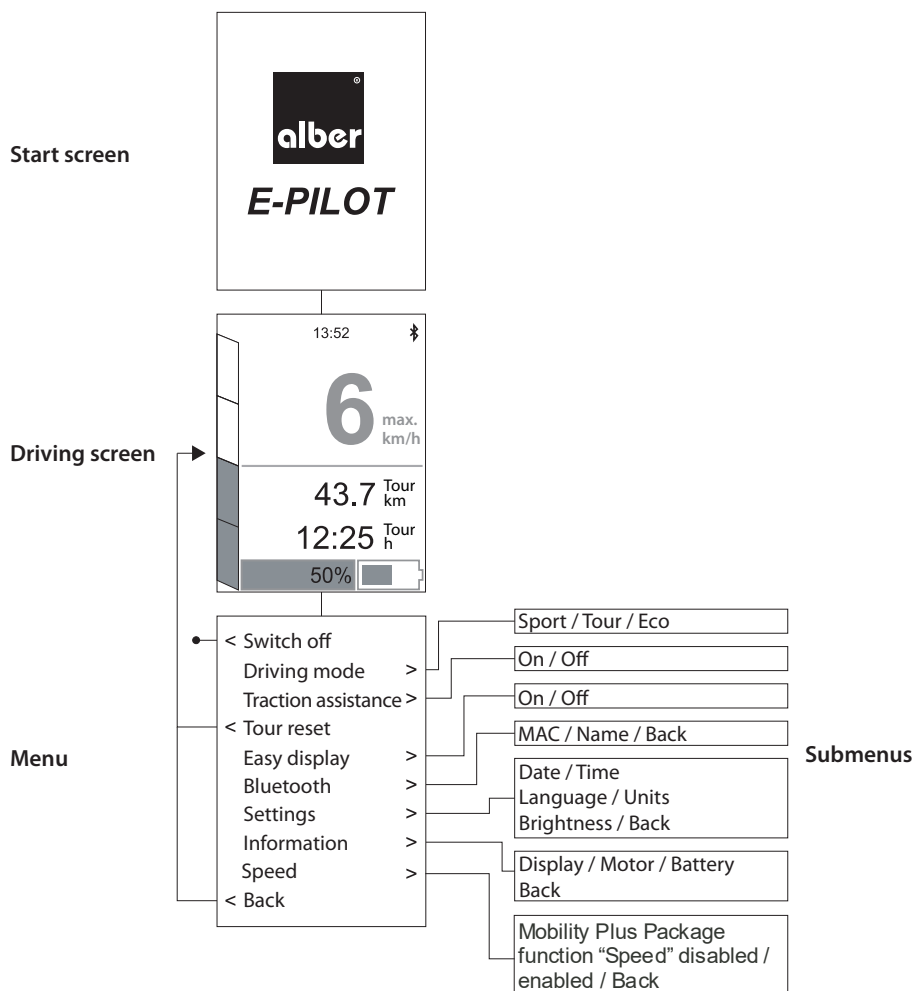 Start screen
alber
E-PILOT
Driving screen
13:52
6 max.
km/h
43.7 Tour
km
12:25 Tour
h
50%
Menu
< Switch off
Driving mode >
Traction assistance >
< Tour reset
Easy display >
Bluetooth >
Settings >
Information >
Speed >
< Back
Submenus
Sport / Tour / Eco
On / Off
On / Off
MAC / Name / Back
Date / Time
Language / Units
Brightness / Back
Display / Motor / Battery
Back
Mobility Plus Package
function “Speed” disabled /
enabled / Back